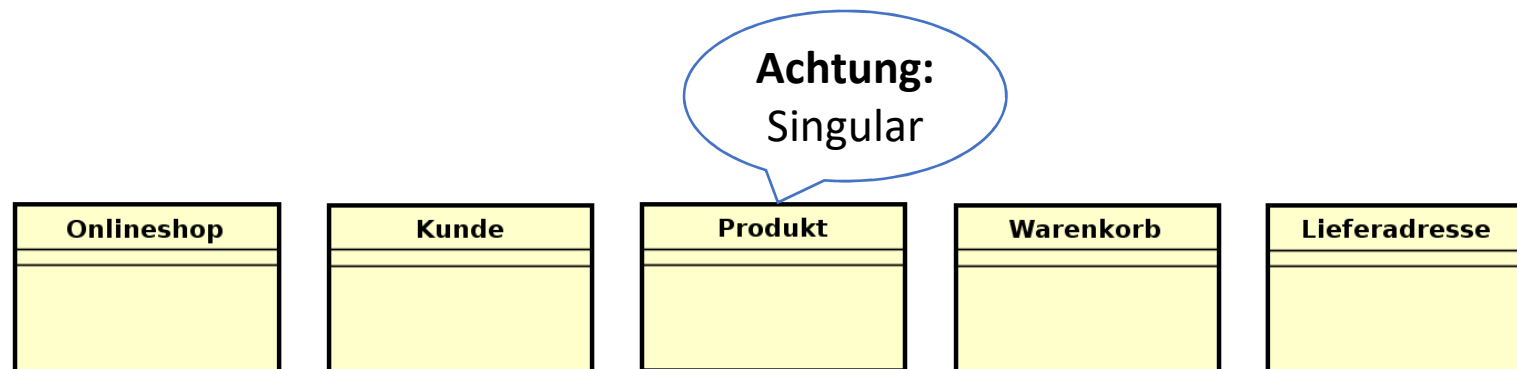 Achtung:
Singular
Onlineshop
Kunde
Produkt
Warenkorb
Lieferadresse